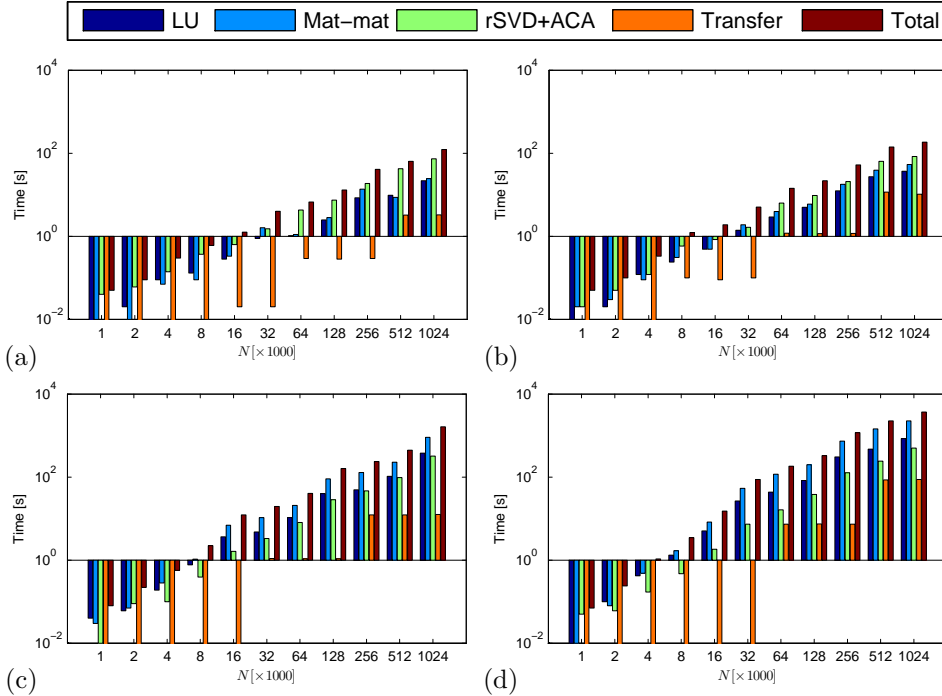 LU Mat−mat rSVD+ACA Transfer Total
10^4
10^2
10^0
10^−2
Time [s]
1 2 4 8 16 32 64 128 256 512 1024
N[×1000]
(a)
10^4
10^2
10^0
10^−2
Time [s]
1 2 4 8 16 32 64 128 256 512 1024
N[×1000]
(b)
10^4
10^2
10^0
10^−2
Time [s]
1 2 4 8 16 32 64 128 256 512 1024
N[×1000]
(c)
10^4
10^2
10^0
10^−2
Time [s]
1 2 4 8 16 32 64 128 256 512 1024
N[×1000]
(d)